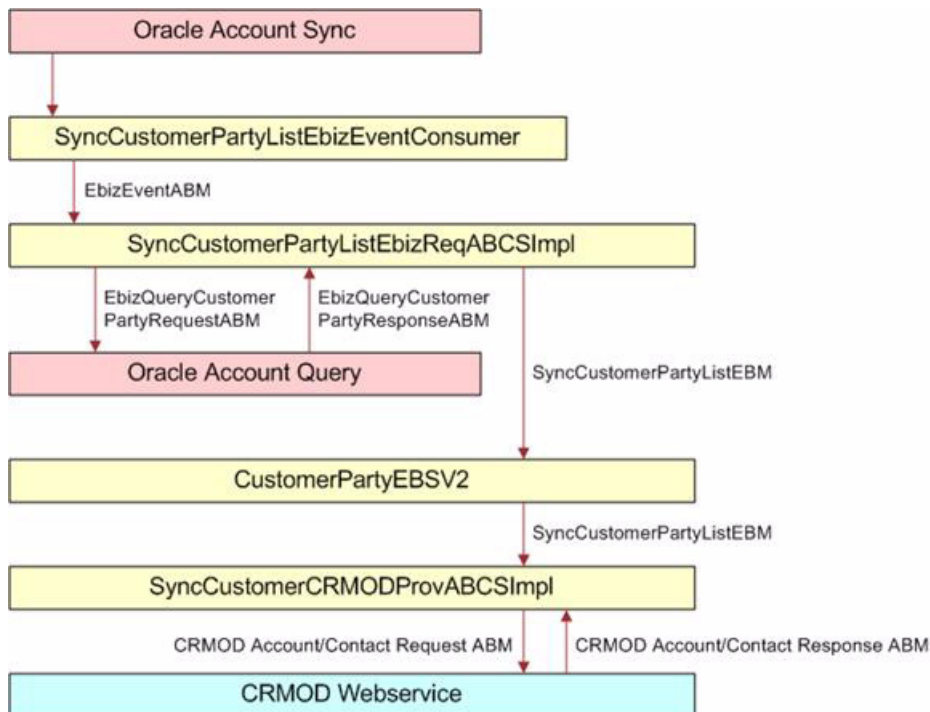 Oracle Account Sync
SyncCustomerPartyListEbizEventConsumer
EbizEventABM
SyncCustomerPartyListEbizReqABCSImpl
EbizQueryCustomer
PartyRequestABM
EbizQueryCustomer
PartyResponseABM
Oracle Account Query
SyncCustomerPartyListEBM
CustomerPartyEBSV2
SyncCustomerPartyListEBM
SyncCustomerCRMODProvABCSImpl
CRMOD Account/Contact Request ABM
CRMOD Account/Contact Response ABM
CRMOD Webservice